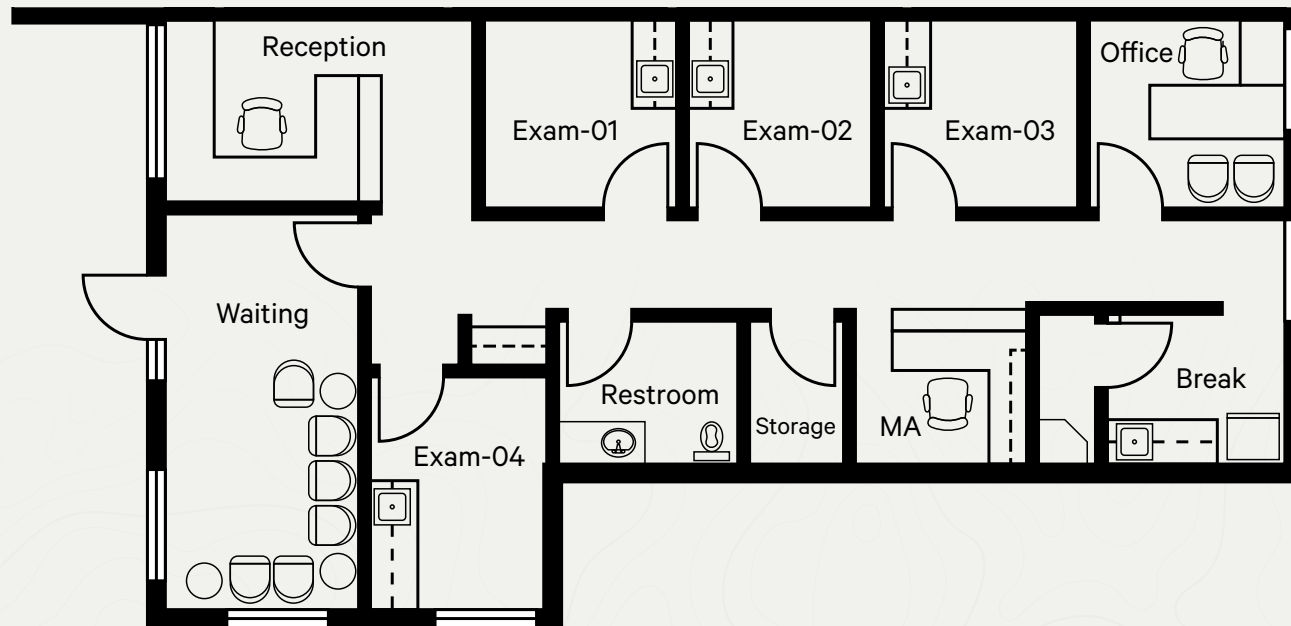 Reception
Exam-01
Exam-02
Exam-03
Office
Waiting
Exam-04
Restroom
Storage
MA
Break